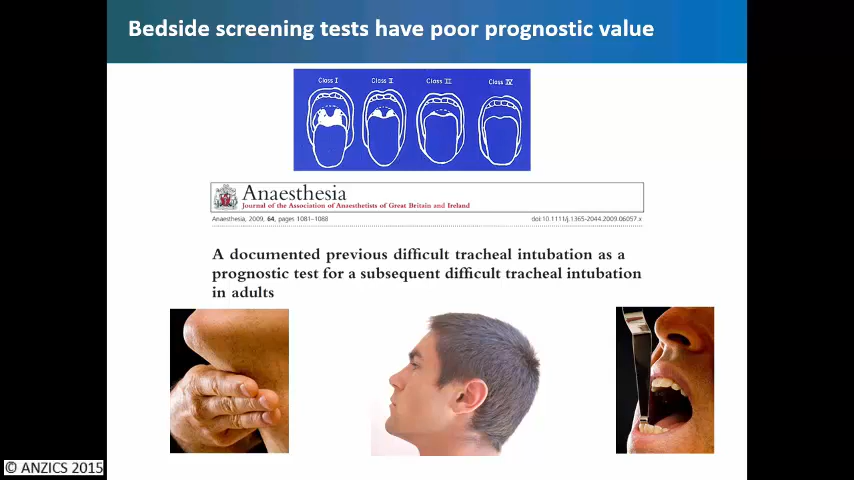 Bedside screening tests have poor prognostic value
Class I Class II Class III Class IV
Anaesthesia
Journal of the Association of Anaesthetists of Great Britain and Ireland
Anaesthesia, 2009, 64, pages 1081–1088 doi:10.1111/j.1365-2044.2009.06057.x
A documented previous difficult tracheal intubation as a
prognostic test for a subsequent difficult tracheal intubation
in adults
© ANZICS 2015